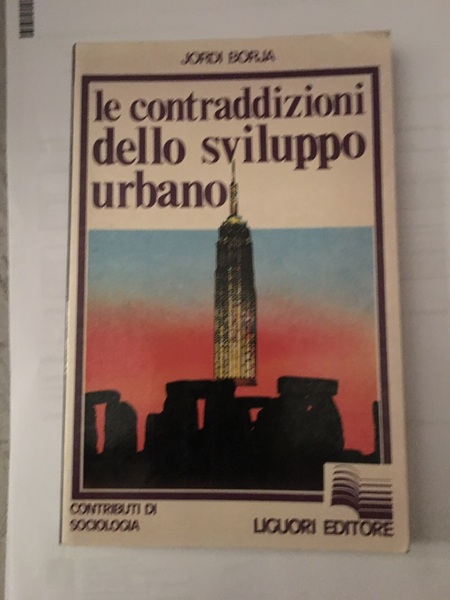 JORDI BORJA
le contraddizioni
dello sviluppo
urbano
CONTRIBUTI DI
SOCIOLOGIA
LIGUORI EDITORE